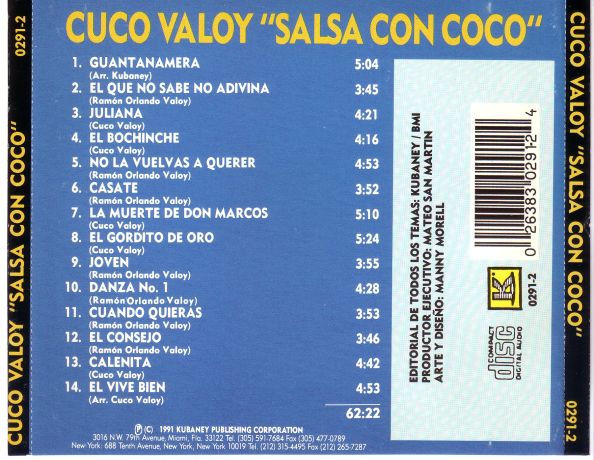 CUCO VALOY "SALSA CON COCO"
1. GUANTANAMERA 5:04
(Arr. Kubaney)
2. EL QUE NO SABE NO ADIVINA 3:45
(Ramón Orlando Valoy)
3. JULIANA 4:21
(Cuco Valoy)
4. EL BOCHINCHE 4:16
(Cuco Valoy)
5. NO LA VUELVAS A QUERER 4:53
(Ramón Orlando Valoy)
6. CASATE 3:52
(Ramón Orlando Valoy)
7. LA MUERTE DE DON MARCOS 5:10
(Cuco Valoy)
8. EL GORDITO DE ORO 5:24
(Cuco Valoy)
9. JOVEN 3:55
(Ramón Orlando Valoy)
10. DANZA No. 1 4:28
(Ramón Orlando Valoy)
11. CUANDO QUIERAS 3:53
(Ramón Orlando Valoy)
12. EL CONSEJO 3:46
(Ramón Orlando Valoy)
13. CALENITA 4:42
(Cuco Valoy)
14. EL VIVE BIEN 4:53
(Arr. Cuco Valoy)
62:22
Ⓟ (C) 1991 KUBANEY PUBLISHING CORPORATION
3016 N.W. 79th Avenue, Miami, Fla. 33122 Tel. (305) 591-7684 Fax (305) 477-0789
New York: 688 Tenth Avenue, New York, New York 10019 Tel. (212) 315-4495 Fax (212) 265-7287
EDITORIAL DE TODOS LOS TEMAS: KUBANEY / BMI
PRODUCTOR EJECUTIVO: MATEO SAN MARTIN
ARTE Y DISEÑO: MANNY MORELL
0 26383 02912 4
K
0291-2
COMPACT
disc
DIGITAL AUDIO
0291-2
CUCO VALOY "SALSA CON COCO"
CUCO VALOY "SALSA CON COCO"
0291-2